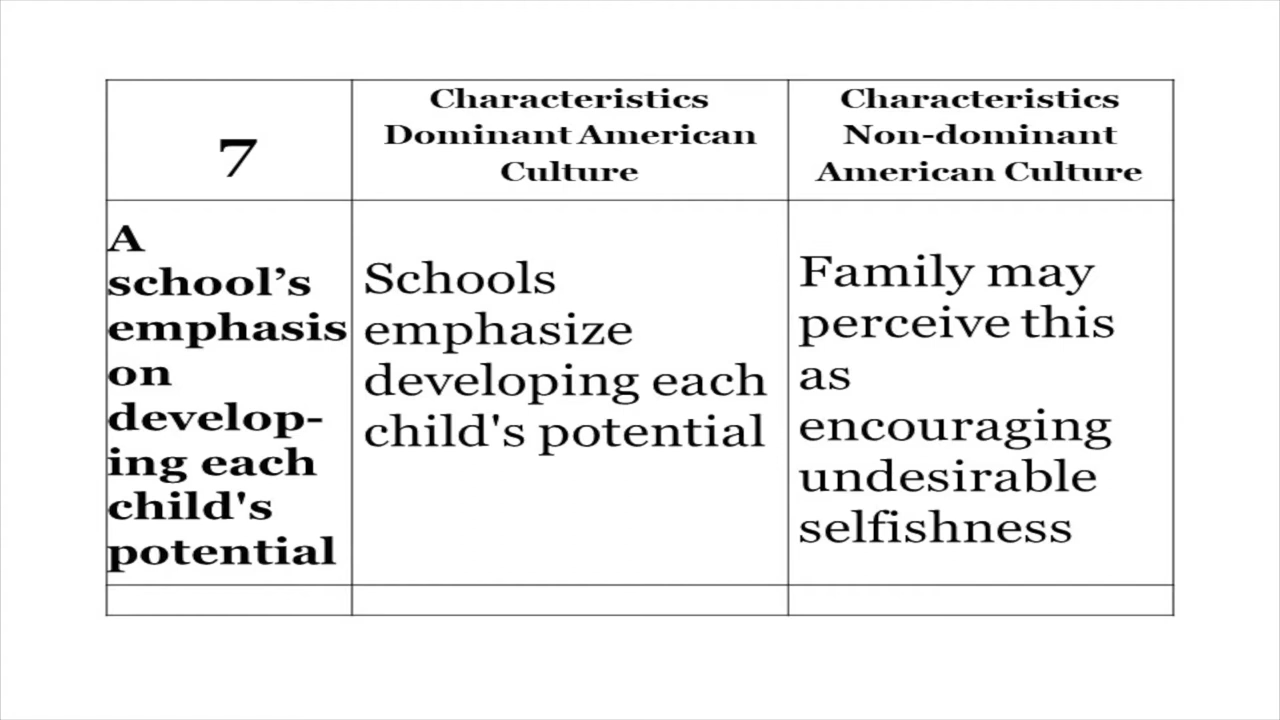 7
Characteristics
Dominant American
Culture
Characteristics
Non-dominant
American Culture
A
school’s
emphasis
on
develop-
ing each
child's
potential
Schools
emphasize
developing each
child's potential
Family may
perceive this
as
encouraging
undesirable
selfishness